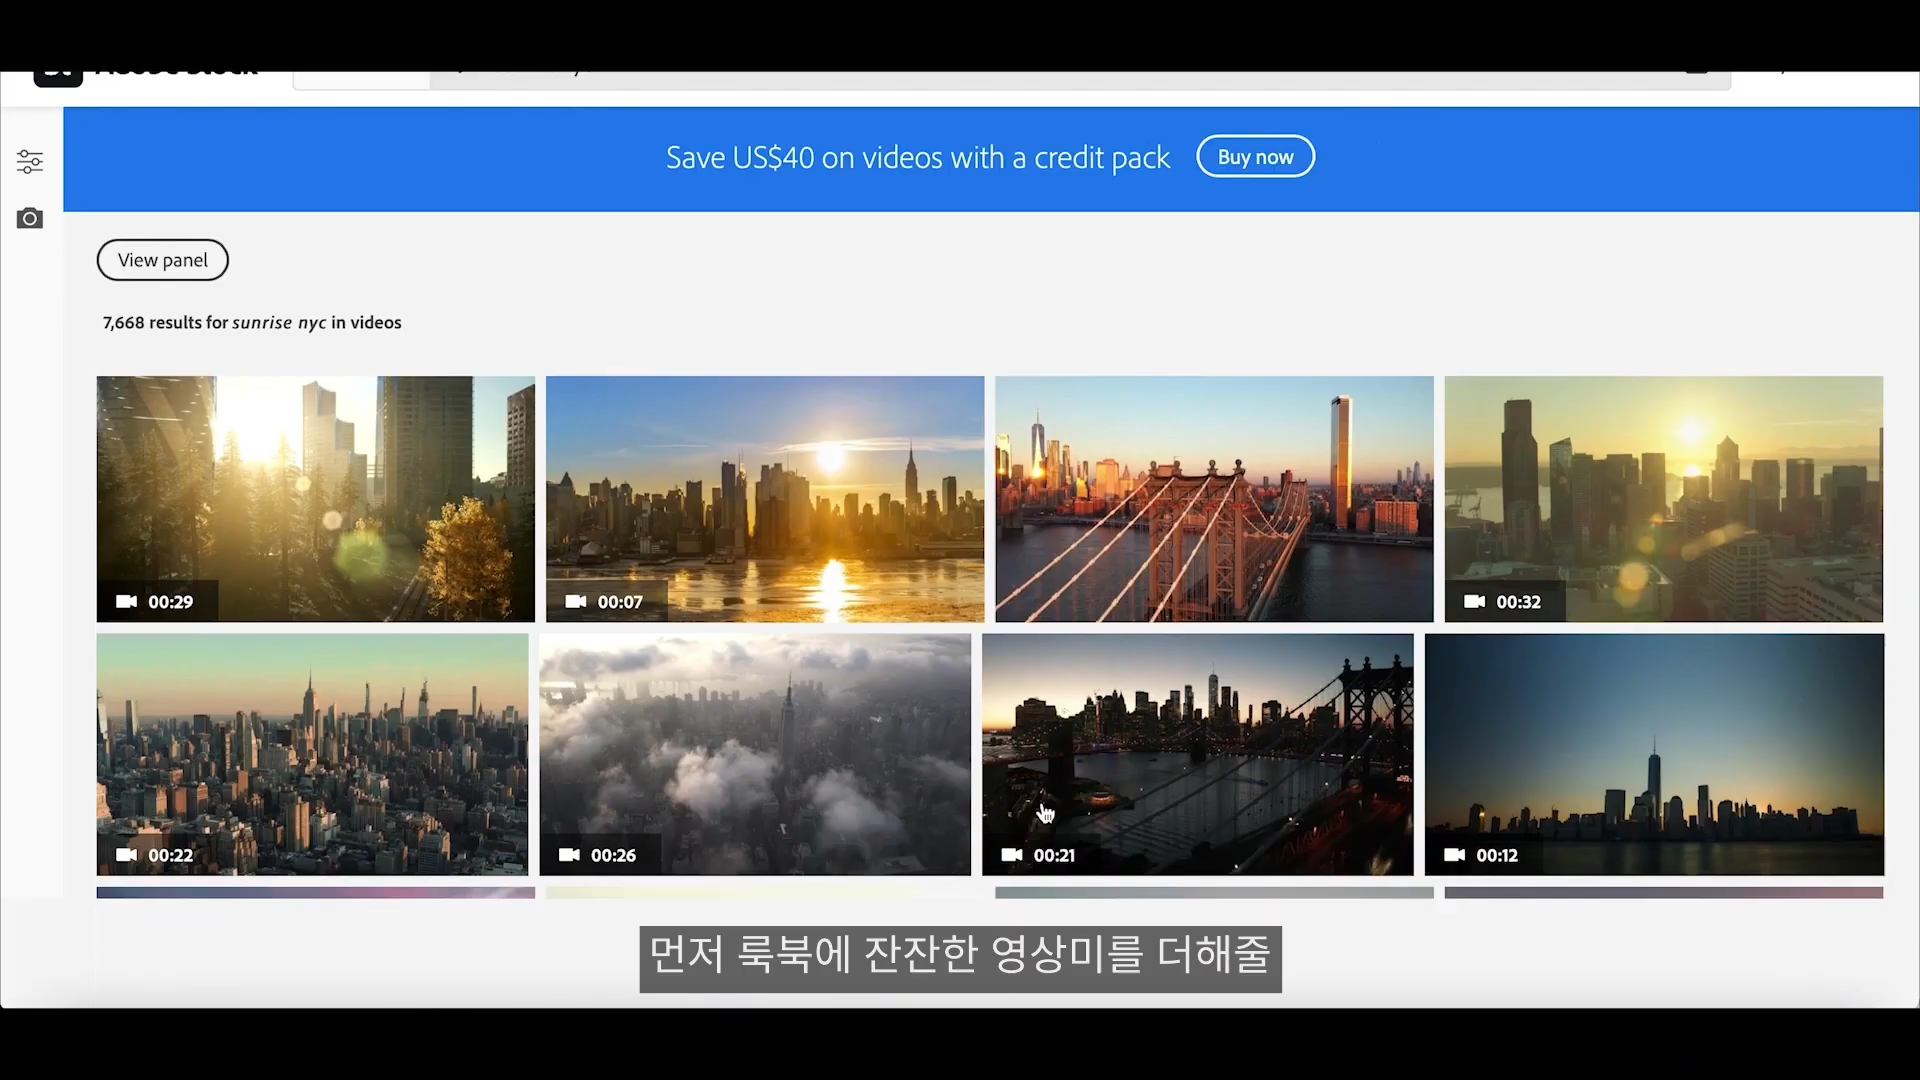 Save US$40 on videos with a credit pack
Buy now
View panel
7,668 results for sunrise nyc in videos
00:29
00:07
00:32
00:22
00:26
00:21
00:12
먼저 룩북에 잔잔한 영상미를 더해줄